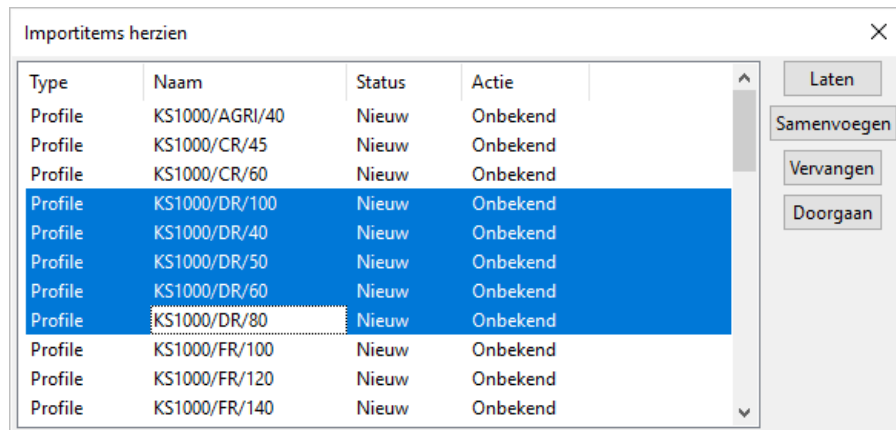 Importitems herzien
Type Naam Status Actie
Profile KS1000/AGRI/40 Nieuw Onbekend
Profile KS1000/CR/45 Nieuw Onbekend
Profile KS1000/CR/60 Nieuw Onbekend
Profile KS1000/DR/100 Nieuw Onbekend
Profile KS1000/DR/40 Nieuw Onbekend
Profile KS1000/DR/50 Nieuw Onbekend
Profile KS1000/DR/60 Nieuw Onbekend
Profile KS1000/DR/80 Nieuw Onbekend
Profile KS1000/FR/100 Nieuw Onbekend
Profile KS1000/FR/120 Nieuw Onbekend
Profile KS1000/FR/140 Nieuw Onbekend
Laten
Samenvoegen
Vervangen
Doorgaan